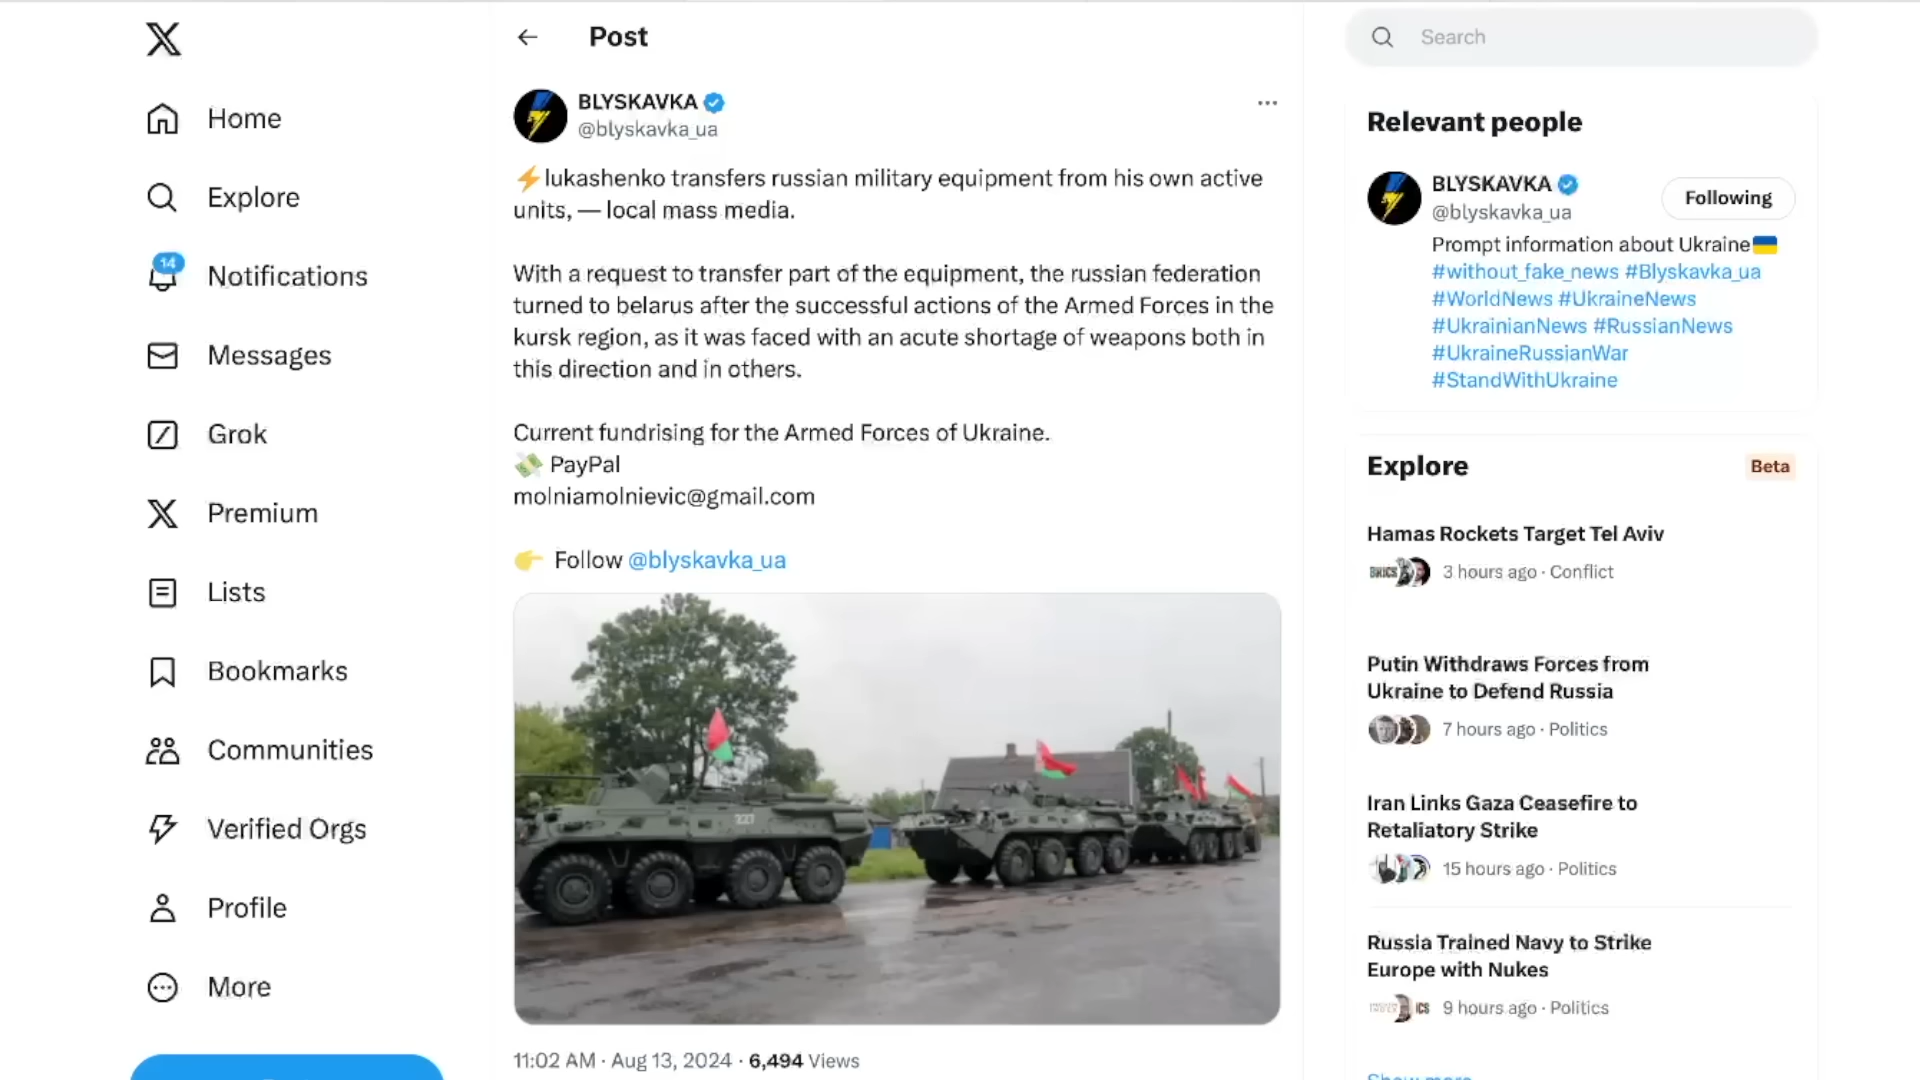 Home
Explore
14
Notifications
Messages
Grok
Premium
Lists
Bookmarks
Communities
Verified Orgs
Profile
More
Post
BLYSKAVKA
@blyskavka_ua
⚡lukashenko transfers russian military equipment from his own active
units, — local mass media.
With a request to transfer part of the equipment, the russian federation
turned to belarus after the successful actions of the Armed Forces in the
kursk region, as it was faced with an acute shortage of weapons both in
this direction and in others.
Current fundrising for the Armed Forces of Ukraine.
💸 PayPal
molniamolnievic@gmail.com
👉 Follow @blyskavka_ua
11:02 AM · Aug 13, 2024 · 6,494 Views
Search
Relevant people
BLYSKAVKA
@blyskavka_ua
Following
Prompt information about Ukraine🇺🇦
#without_fake_news #Blyskavka_ua
#WorldNews #UkraineNews
#UkrainianNews #RussianNews
#UkraineRussianWar
#StandWithUkraine
Explore
Beta
Hamas Rockets Target Tel Aviv
3 hours ago · Conflict
Putin Withdraws Forces from
Ukraine to Defend Russia
7 hours ago · Politics
Iran Links Gaza Ceasefire to
Retaliatory Strike
15 hours ago · Politics
Russia Trained Navy to Strike
Europe with Nukes
9 hours ago · Politics
Show more